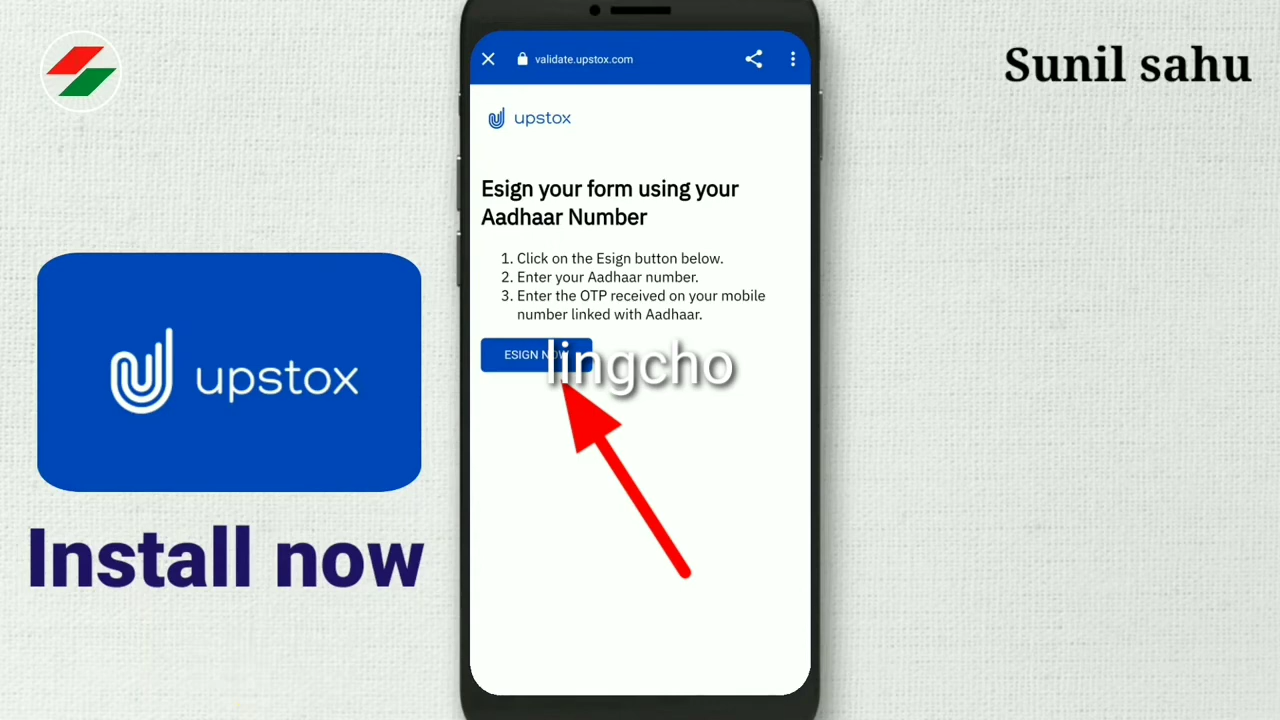 Sunil sahu
validate.upstox.com
upstox
Esign your form using your
Aadhaar Number
1. Click on the Esign button below.
2. Enter your Aadhaar number.
3. Enter the OTP received on your mobile
number linked with Aadhaar.
ESIGN NOW
lingcho
upstox
Install now